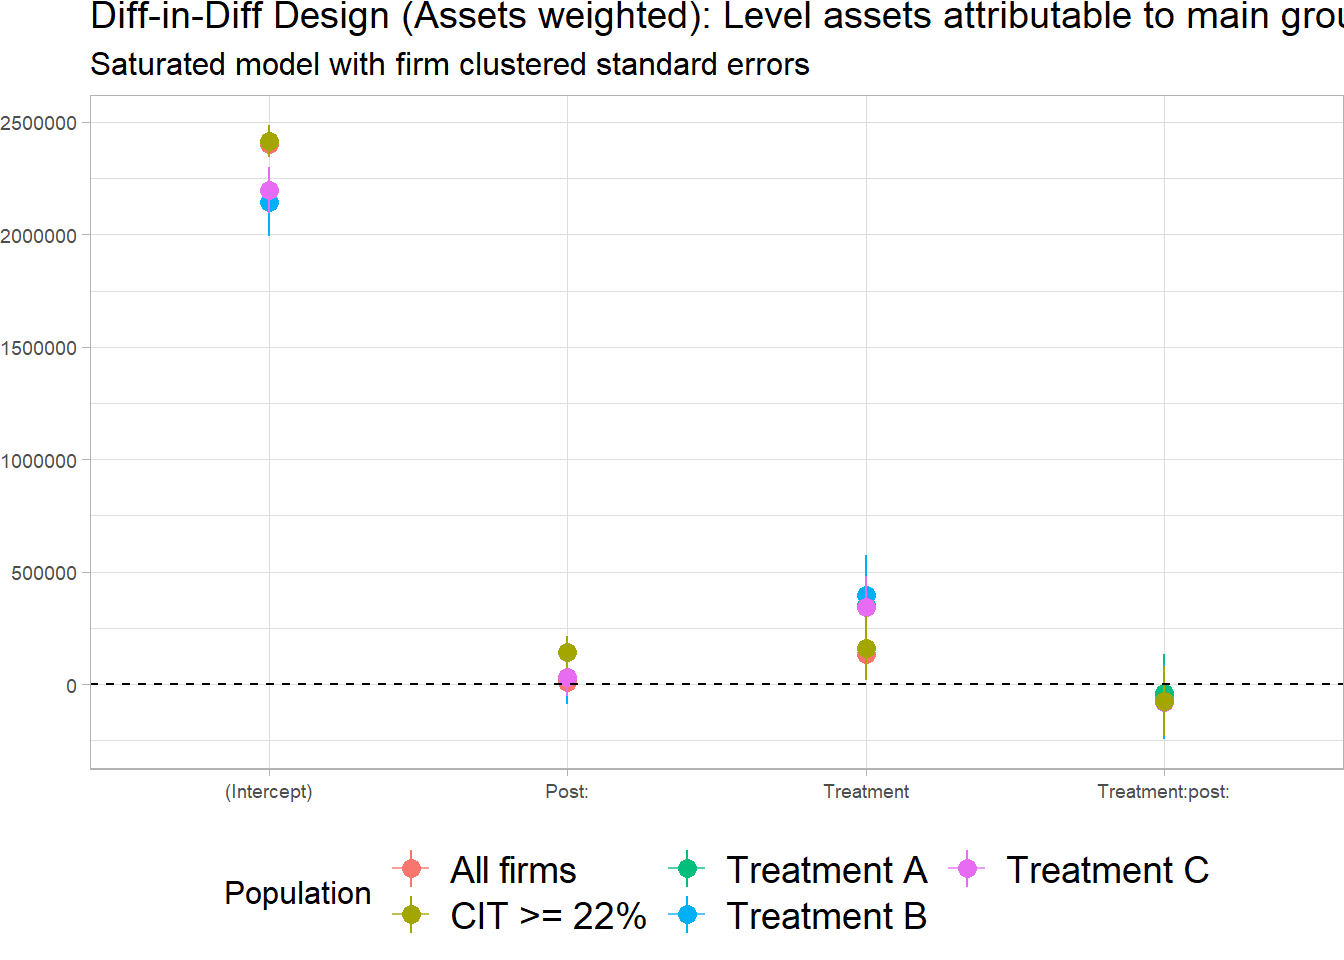 Diff-in-Diff Design (Assets weighted): Level assets attributable to main grou
Saturated model with firm clustered standard errors
2500000
2000000
1500000
1000000
500000
0
(Intercept) Post: Treatment Treatment:post:
Population
All firms Treatment A Treatment C
CIT >= 22% Treatment B